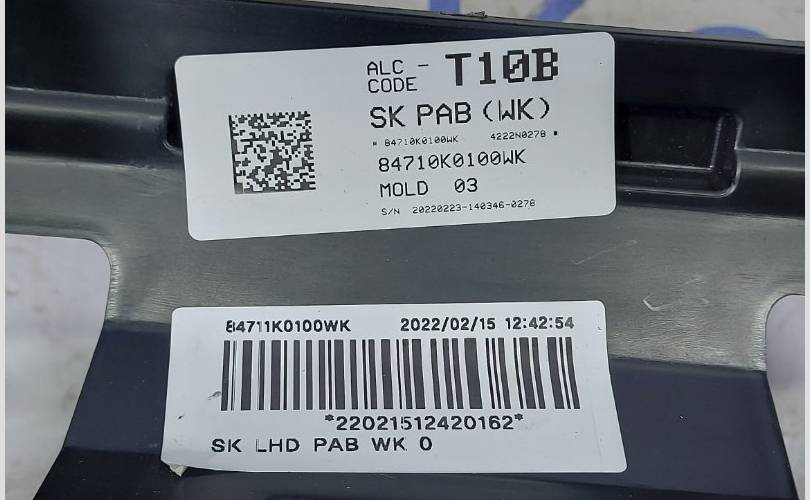 ALC - T10B
CODE
SK PAB (WK)
* 84710K0100WK 4222N0278 *
84710K0100WK
MOLD 03
S/N 20220223-140346-0278
84711K0100WK 2022/02/15 12:42:54
*22021512420162*
SK LHD PAB WK 0